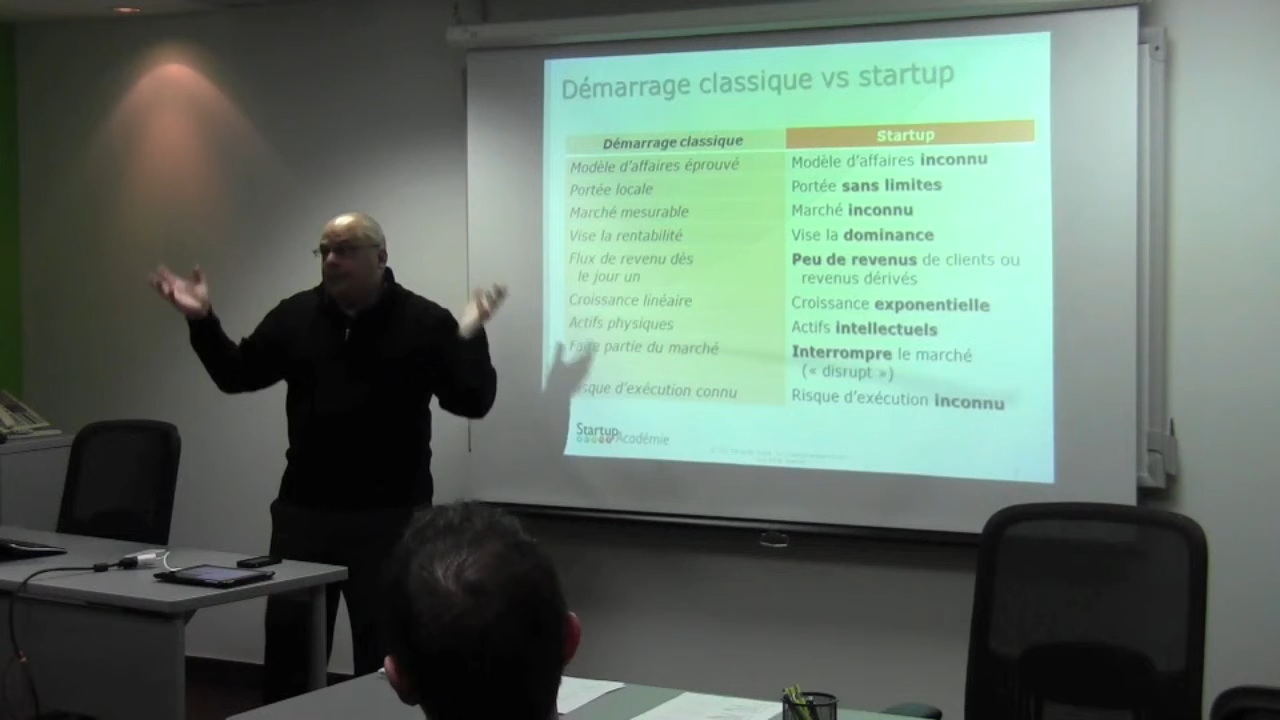 Démarrage classique vs startup
Démarrage classique
Startup
Modèle d'affaires éprouvé
Modèle d'affaires inconnu
Portée locale
Portée sans limites
Marché mesurable
Marché inconnu
Vise la rentabilité
Vise la dominance
Flux de revenu dès
le jour un
Peu de revenus de clients ou
revenus dérivés
Croissance linéaire
Croissance exponentielle
Actifs physiques
Actifs intellectuels
Faire partie du marché
Interrompre le marché
(« disrupt »)
Risque d'exécution connu
Risque d'exécution inconnu
Startup
Académie